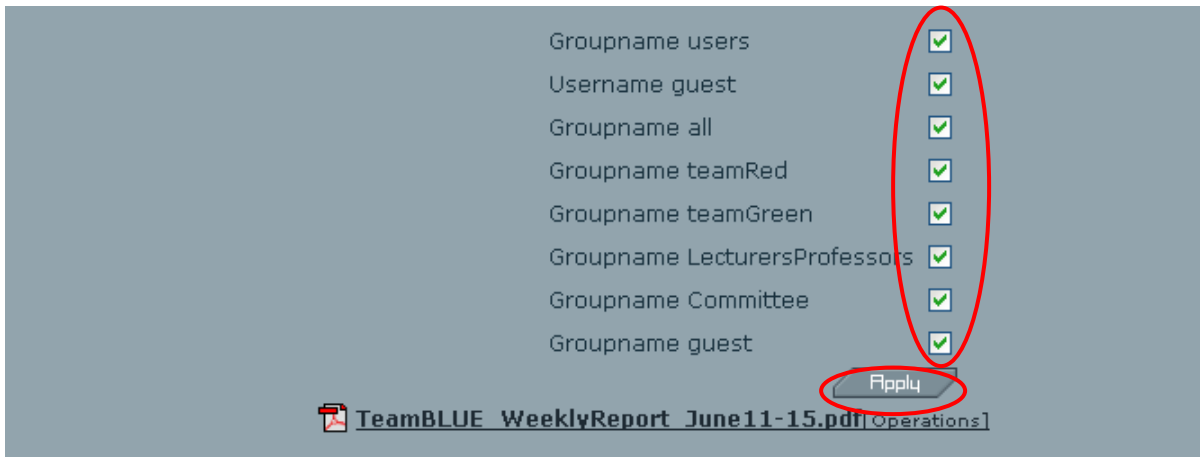 Groupname users
Username guest
Groupname all
Groupname teamRed
Groupname teamGreen
Groupname LecturersProfessors
Groupname Committee
Groupname guest
Apply
TeamBLUE_WeeklyReport_June11-15.pdf[Operations]